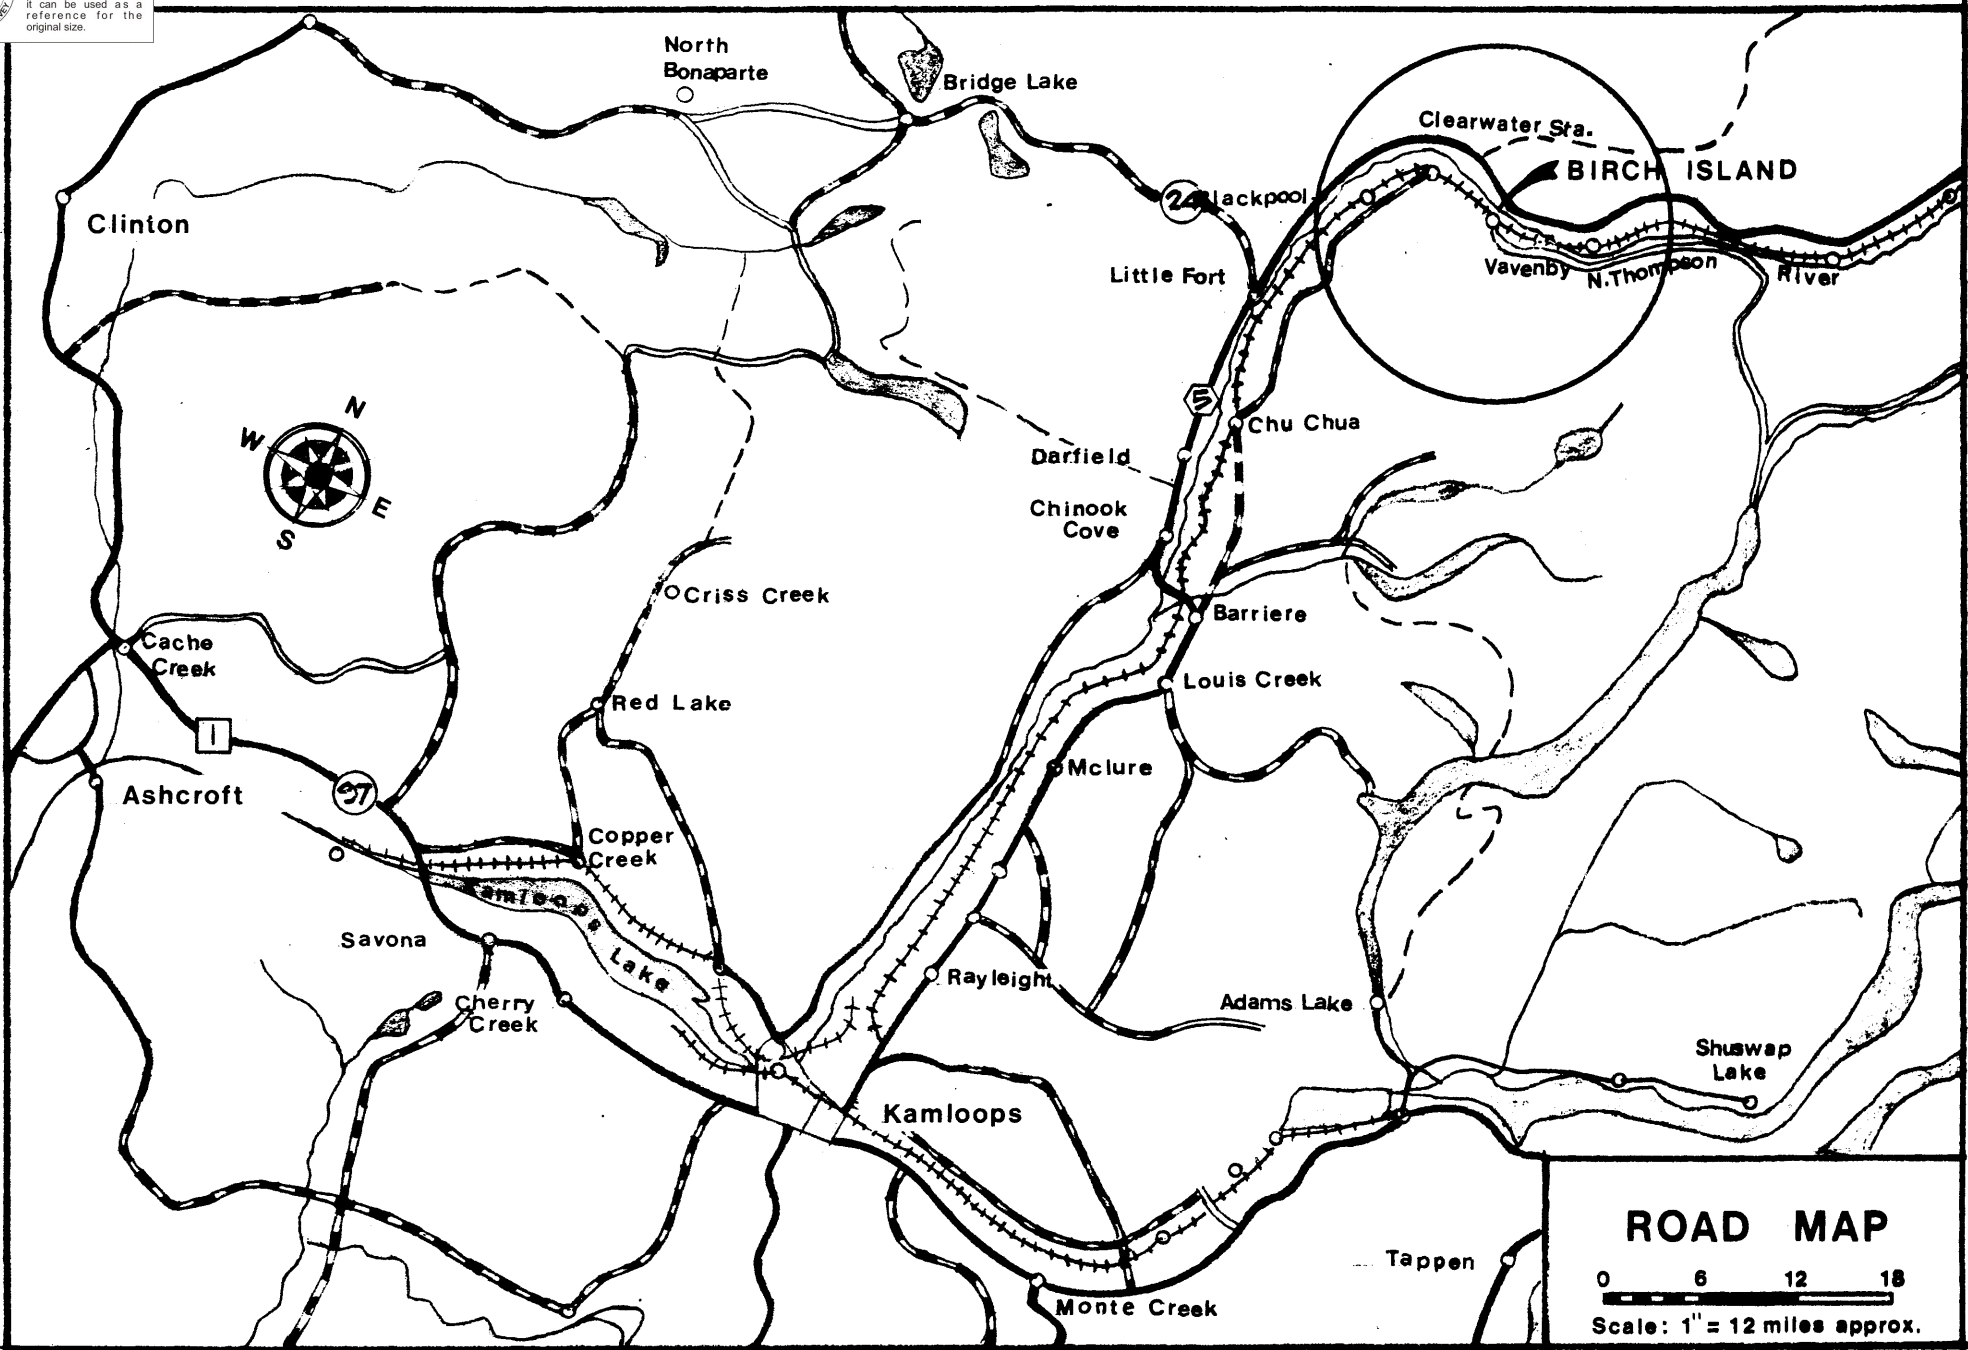 it can be used as a
reference for the
original size.
North
Bonaparte
Bridge Lake
Clearwater Sta.
BIRCH ISLAND
24
Blackpool
Clinton
Little Fort
Vavenby
N.Thompson
River
N
W
E
S
5
Chu Chua
Darfield
Chinook
Cove
Criss Creek
Barriere
Cache
Creek
Louis Creek
Red Lake
1
Mclure
Ashcroft
97
Copper
Creek
Kamloops
Lake
Savona
Rayleight
Cherry
Creek
Adams Lake
Shuswap
Lake
Kamloops
Tappen
Monte Creek
ROAD MAP
0 6 12 18
Scale: 1" = 12 miles approx.